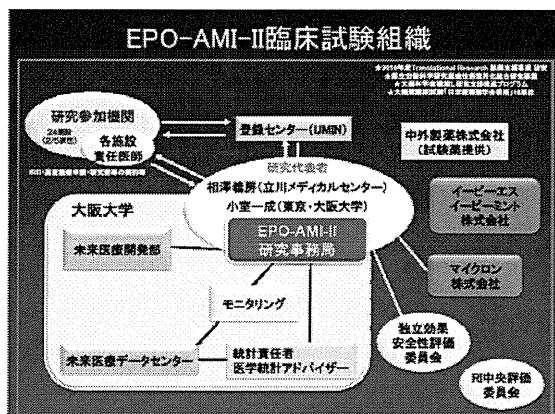 EPO-AMI-II臨床試験組織
研究参加機関
各施設
責任医師
登録センター(UMIN)
中外製薬株式会社
(試験薬提供)
研究代表者
相澤義房(立川メディカルセンター)
小室一成(東京・大阪大学)
EPO-AMI-II
研究事務局
イーピーエス
イーピーミント
株式会社
マイクロン
株式会社
大阪大学
未来医療開発部
モニタリング
未来医療データセンター
統計責任者
医学統計アドバイザー
独立効果
安全性評価
委員会
RI中央評価
委員会